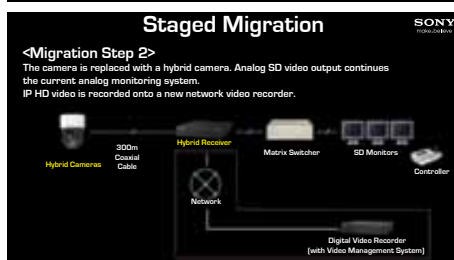 Staged Migration
SONY
make.believe
<Migration Step 2>
The camera is replaced with a hybrid camera. Analog SD video output continues
the current analog monitoring system.
IP HD video is recorded onto a new network video recorder.
Hybrid Cameras
300m
Coaxial
Cable
Hybrid Receiver
Matrix Switcher
SD Monitors
Controller
Network
Digital Video Recorder
(with Video Management System)